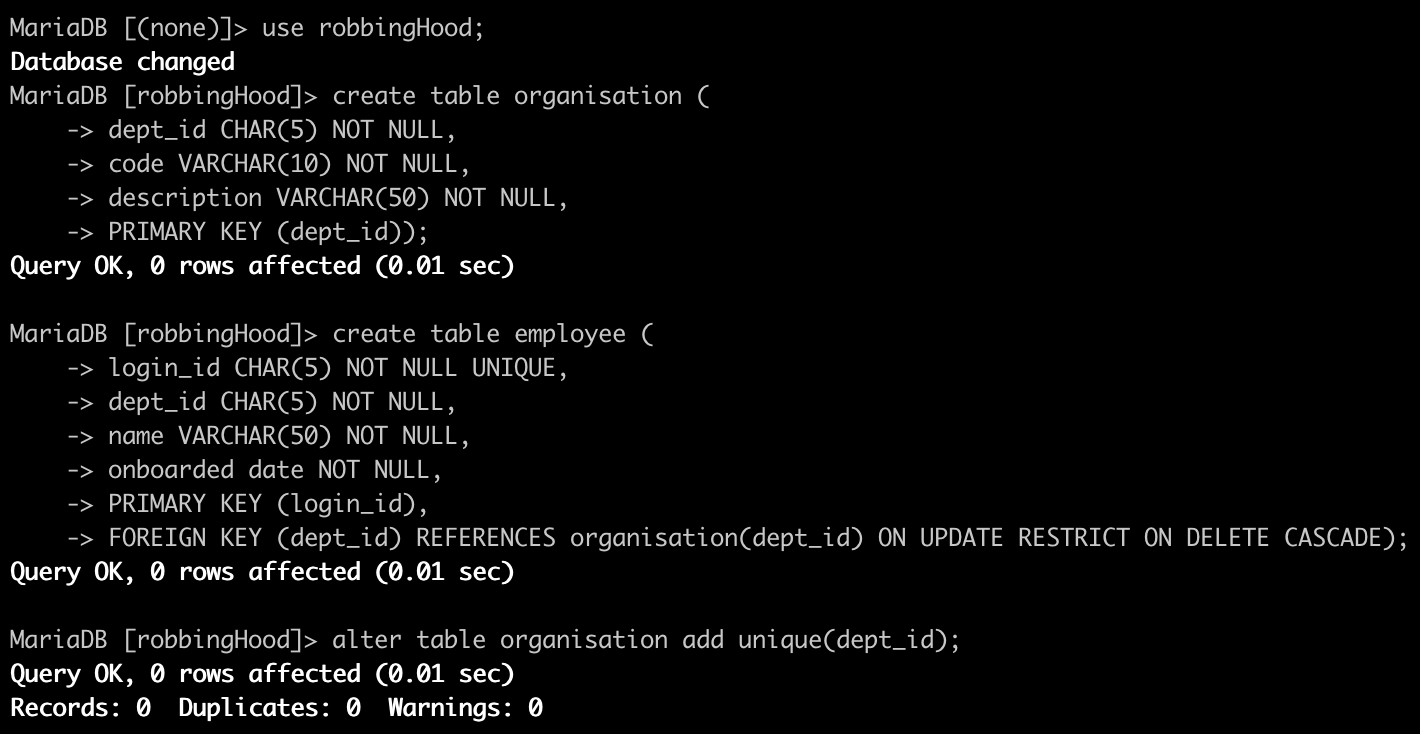 MariaDB [(none)]> use robbingHood;
Database changed
MariaDB [robbingHood]> create table organisation (
    -> dept_id CHAR(5) NOT NULL,
    -> code VARCHAR(10) NOT NULL,
    -> description VARCHAR(50) NOT NULL,
    -> PRIMARY KEY (dept_id));
Query OK, 0 rows affected (0.01 sec)

MariaDB [robbingHood]> create table employee (
    -> login_id CHAR(5) NOT NULL UNIQUE,
    -> dept_id CHAR(5) NOT NULL,
    -> name VARCHAR(50) NOT NULL,
    -> onboarded date NOT NULL,
    -> PRIMARY KEY (login_id),
    -> FOREIGN KEY (dept_id) REFERENCES organisation(dept_id) ON UPDATE RESTRICT ON DELETE CASCADE);
Query OK, 0 rows affected (0.01 sec)

MariaDB [robbingHood]> alter table organisation add unique(dept_id);
Query OK, 0 rows affected (0.01 sec)
Records: 0  Duplicates: 0  Warnings: 0